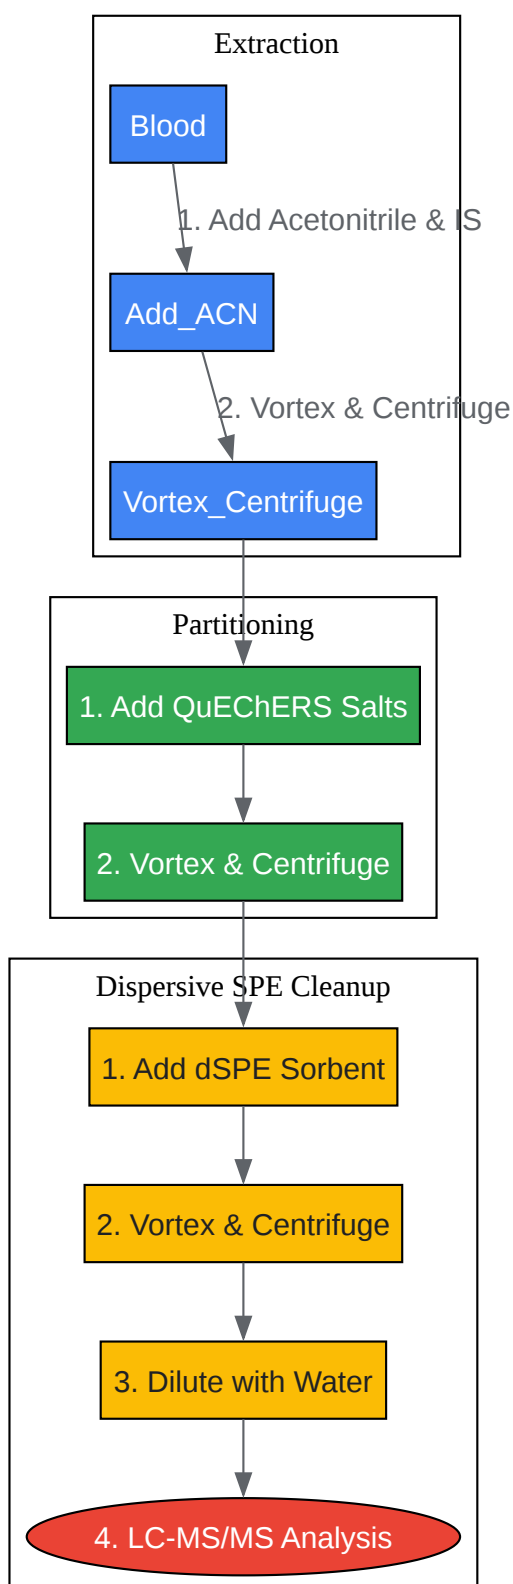 Extraction
Blood
1. Add Acetonitrile & IS
Add_ACN
2. Vortex & Centrifuge
Vortex_Centrifuge
Partitioning
1. Add QuEChERS Salts
2. Vortex & Centrifuge
Dispersive SPE Cleanup
1. Add dSPE Sorbent
2. Vortex & Centrifuge
3. Dilute with Water
4. LC-MS/MS Analysis